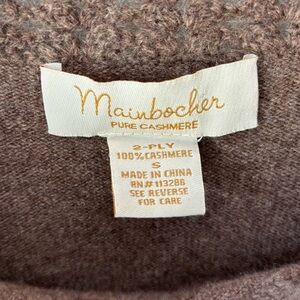 Mainbocher
PURE CASHMERE
2-PLY
100% CASHMERE
S
MADE IN CHINA
RN# 113286
SEE REVERSE
FOR CARE